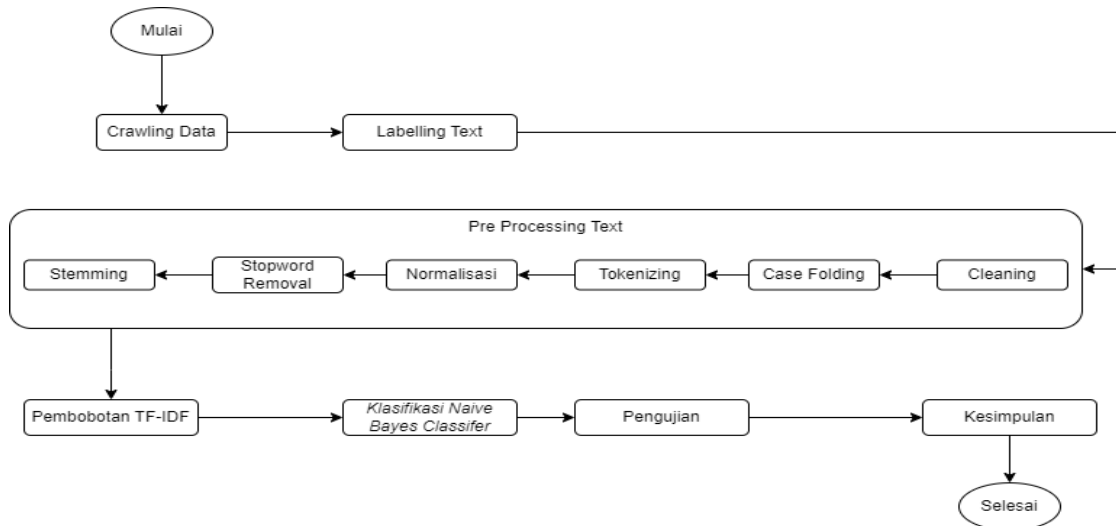 Mulai
Crawling Data
Labelling Text
Pre Processing Text
Stemming
Stopword
Removal
Normalisasi
Tokenizing
Case Folding
Cleaning
Pembobotan TF-IDF
Klasifikasi Naive
Bayes Classifer
Pengujian
Kesimpulan
Selesai